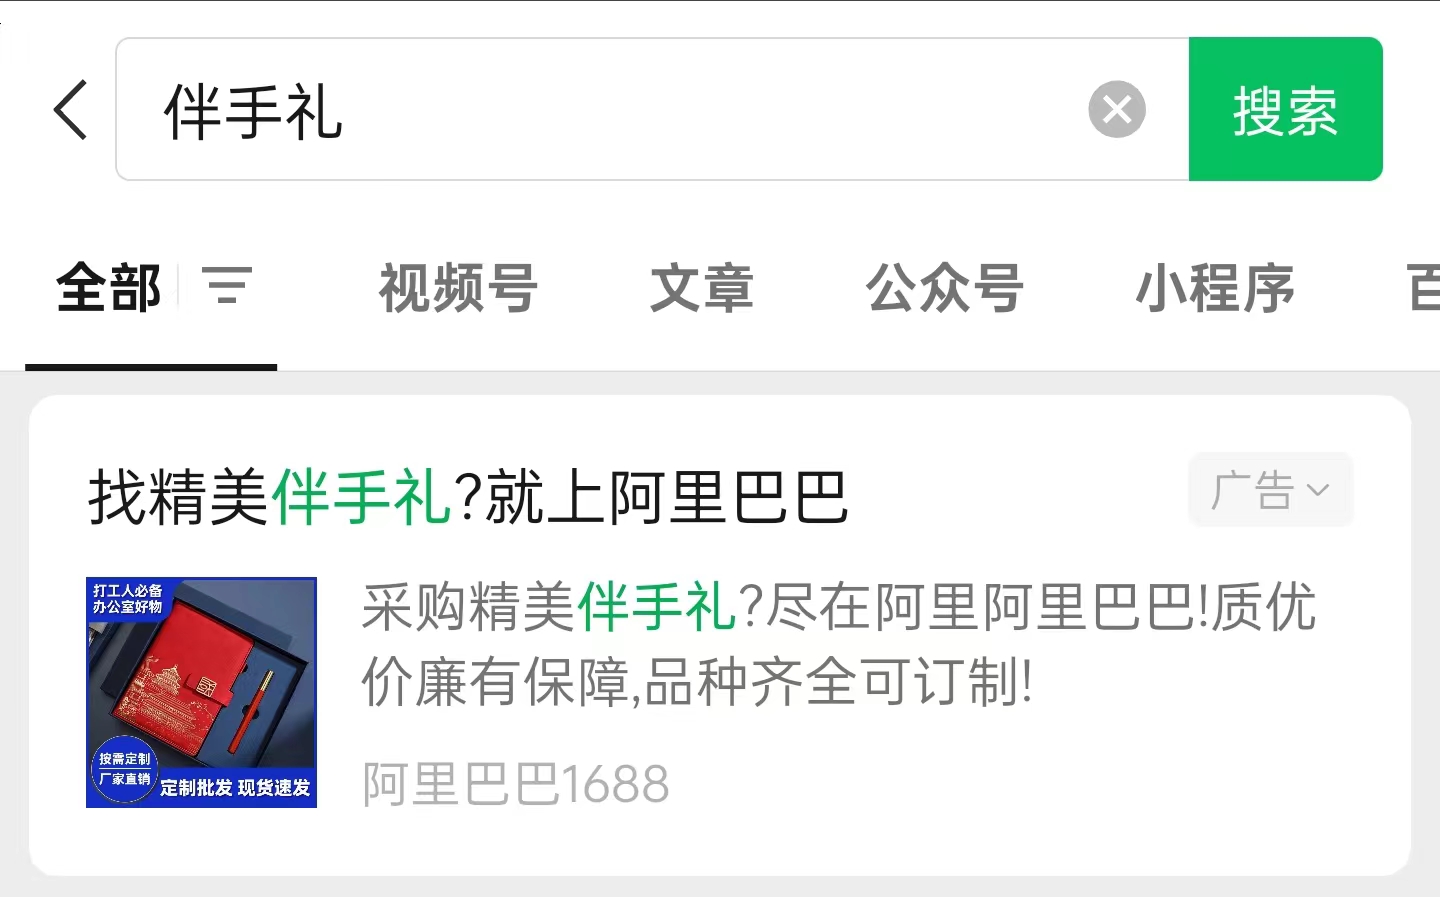 伴手礼
搜索
全部 视频号 文章 公众号 小程序 百
找精美伴手礼?就上阿里巴巴
广告
打工人必备
办公室好物
按需定制
厂家直销
定制批发 现货速发
采购精美伴手礼?尽在阿里阿里巴巴!质优
价廉有保障,品种齐全可订制!
阿里巴巴1688